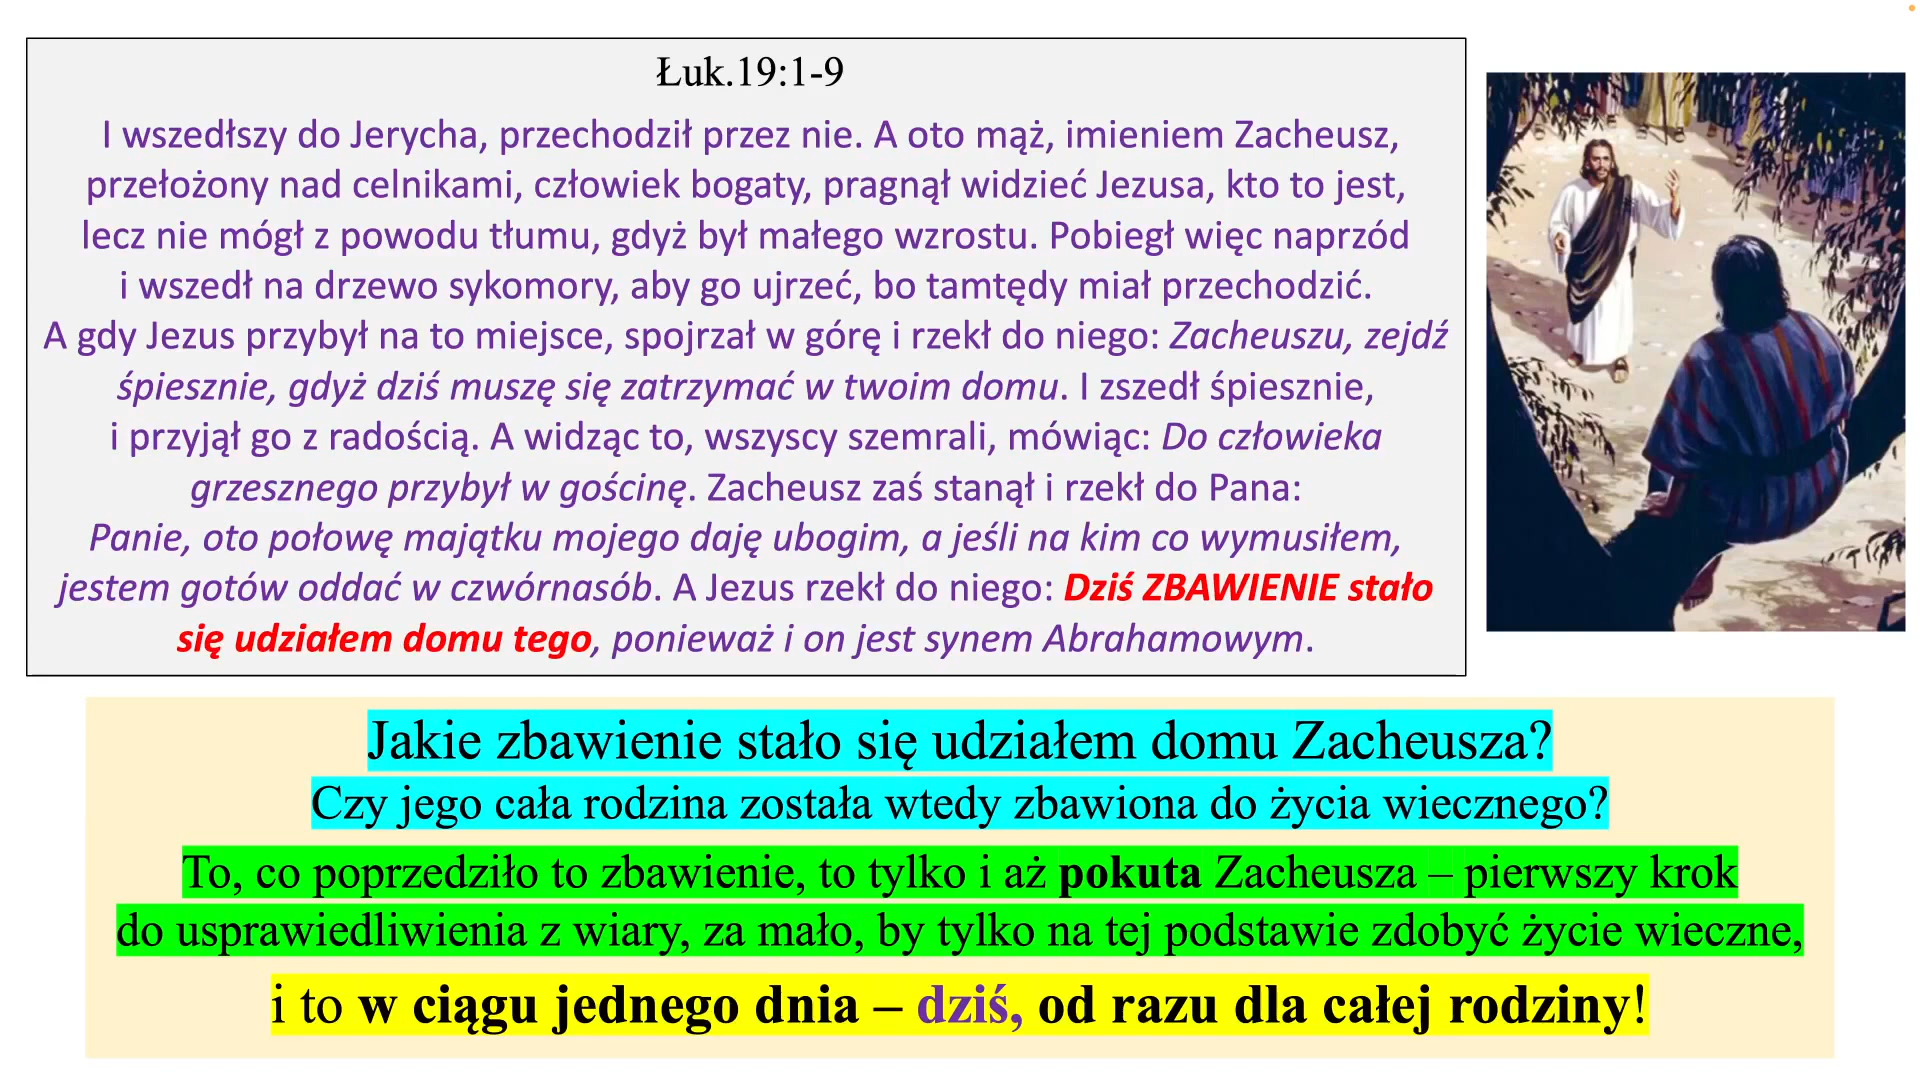 Łuk.19:1-9
I wszedłszy do Jerycha, przechodził przez nie. A oto mąż, imieniem Zacheusz,
przełożony nad celnikami, człowiek bogaty, pragnął widzieć Jezusa, kto to jest,
lecz nie mógł z powodu tłumu, gdyż był małego wzrostu. Pobiegł więc naprzód
i wszedł na drzewo sykomory, aby go ujrzeć, bo tamtędy miał przechodzić.
A gdy Jezus przybył na to miejsce, spojrzał w górę i rzekł do niego: Zacheuszu, zejdź
śpiesznie, gdyż dziś muszę się zatrzymać w twoim domu. I zszedł śpiesznie,
i przyjął go z radością. A widząc to, wszyscy szemrali, mówiąc: Do człowieka
grzesznego przybył w gościnę. Zacheusz zaś stanął i rzekł do Pana:
Panie, oto połowę majątku mojego daję ubogim, a jeśli na kim co wymusiłem,
jestem gotów oddać w czwórnasób. A Jezus rzekł do niego: Dziś ZBAWIENIE stało
się udziałem domu tego, ponieważ i on jest synem Abrahamowym.
Jakie zbawienie stało się udziałem domu Zacheusza?
Czy jego cała rodzina została wtedy zbawiona do życia wiecznego?
To, co poprzedziło to zbawienie, to tylko i aż pokuta Zacheusza – pierwszy krok
do usprawiedliwienia z wiary, za mało, by tylko na tej podstawie zdobyć życie wieczne,
i to w ciągu jednego dnia – dziś, od razu dla całej rodziny!